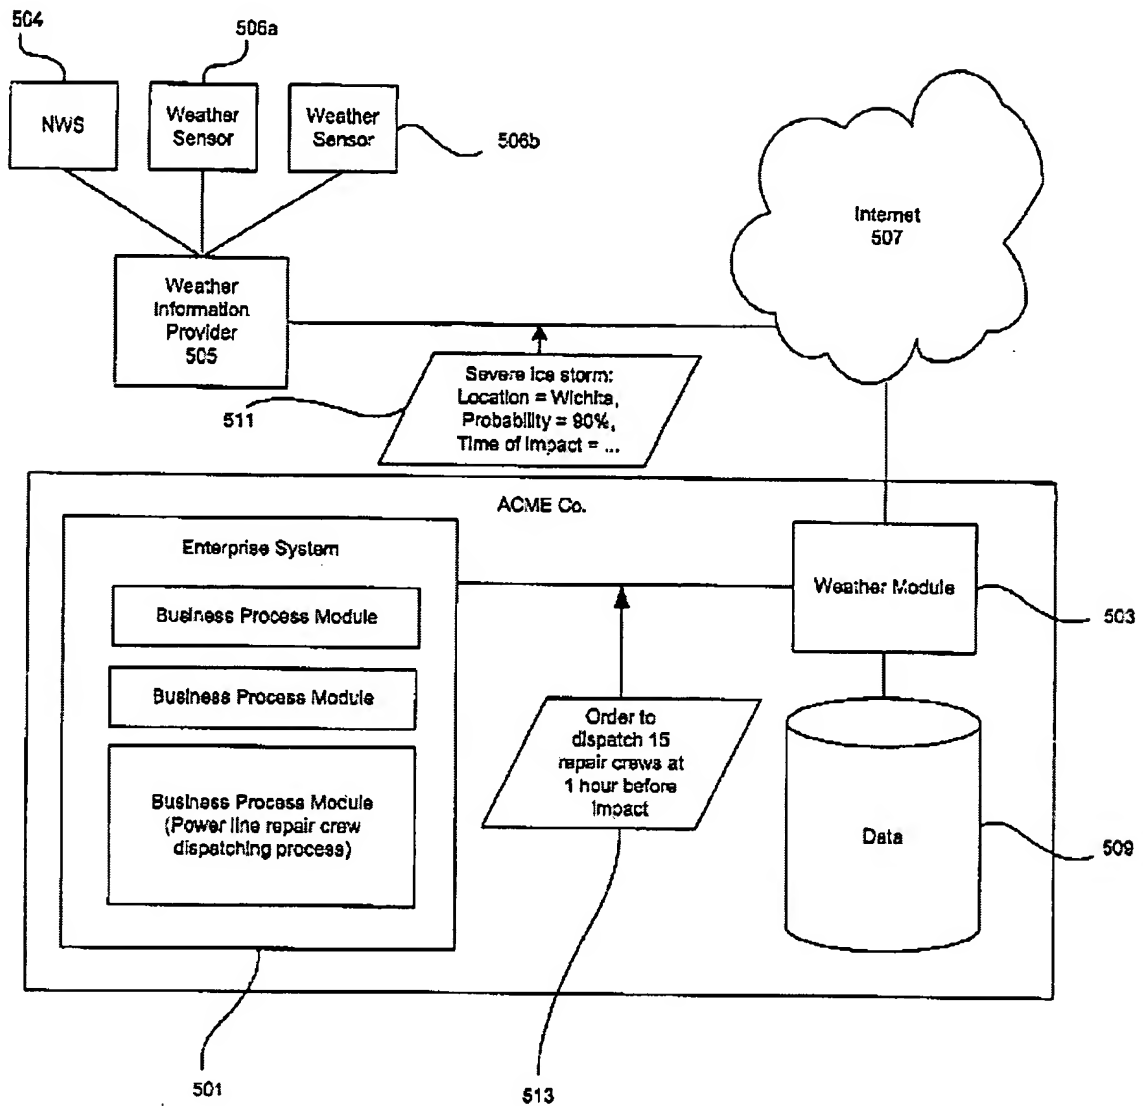 504
506a
NWS
Weather
Sensor
Weather
Sensor
506b
Internet
507
Weather
Information
Provider
505
Severe ice storm:
Location = Wichita,
Probability = 90%,
Time of impact = ...
511
ACME Co.
Enterprise System
Business Process Module
Business Process Module
Business Process Module
(Power line repair crew
dispatching process)
Weather Module
503
Order to
dispatch 15
repair crews at
1 hour before
impact
Data
509
501
513